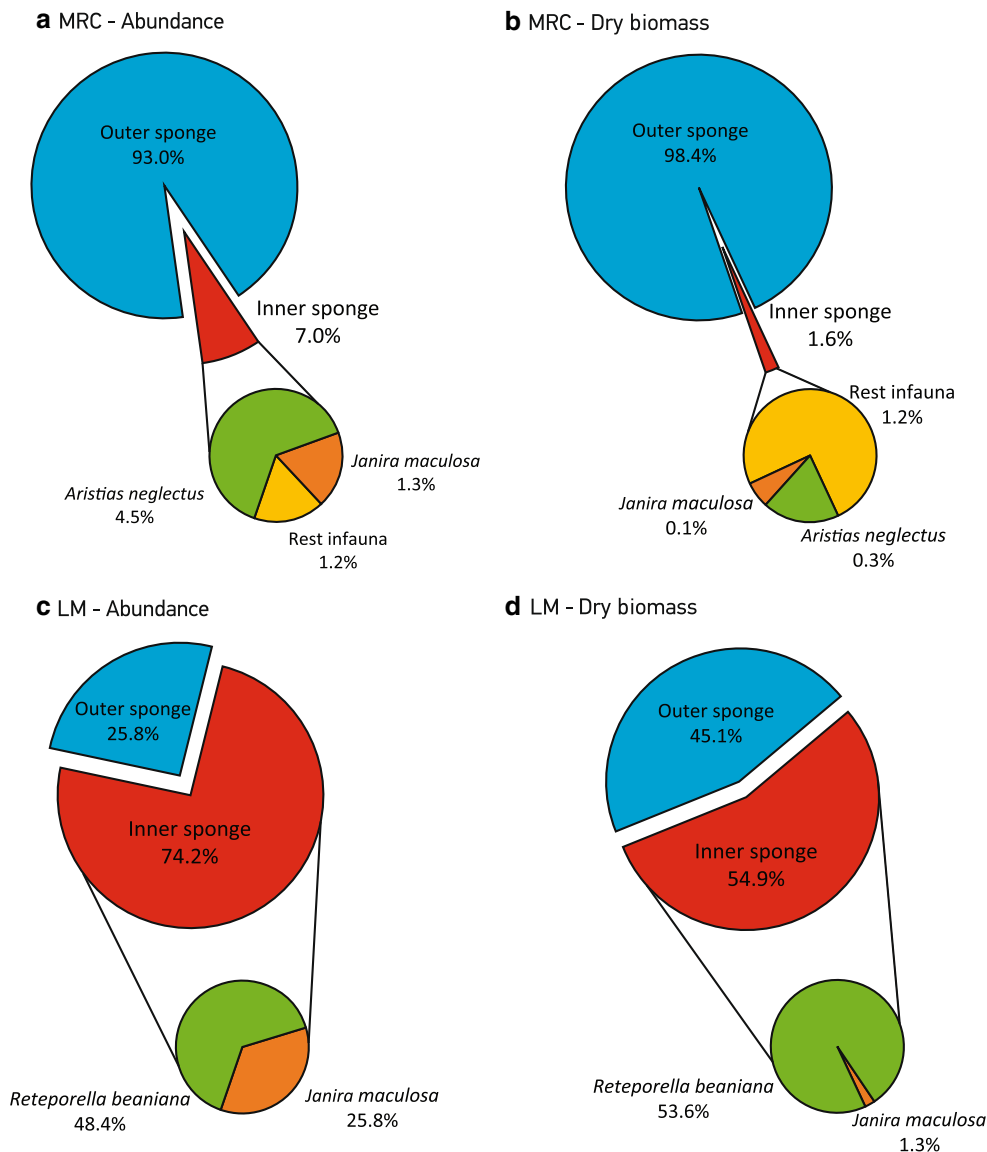 a MRC - Abundance
Outer sponge
93.0%
Inner sponge
7.0%
Janira maculosa
1.3%
Aristias neglectus
4.5%
Rest infauna
1.2%
b MRC - Dry biomass
Outer sponge
98.4%
Inner sponge
1.6%
Rest infauna
1.2%
Janira maculosa
0.1%
Aristias neglectus
0.3%
c LM - Abundance
Outer sponge
25.8%
Inner sponge
74.2%
Reteporella beaniana
48.4%
Janira maculosa
25.8%
d LM - Dry biomass
Outer sponge
45.1%
Inner sponge
54.9%
Reteporella beaniana
53.6%
Janira maculosa
1.3%